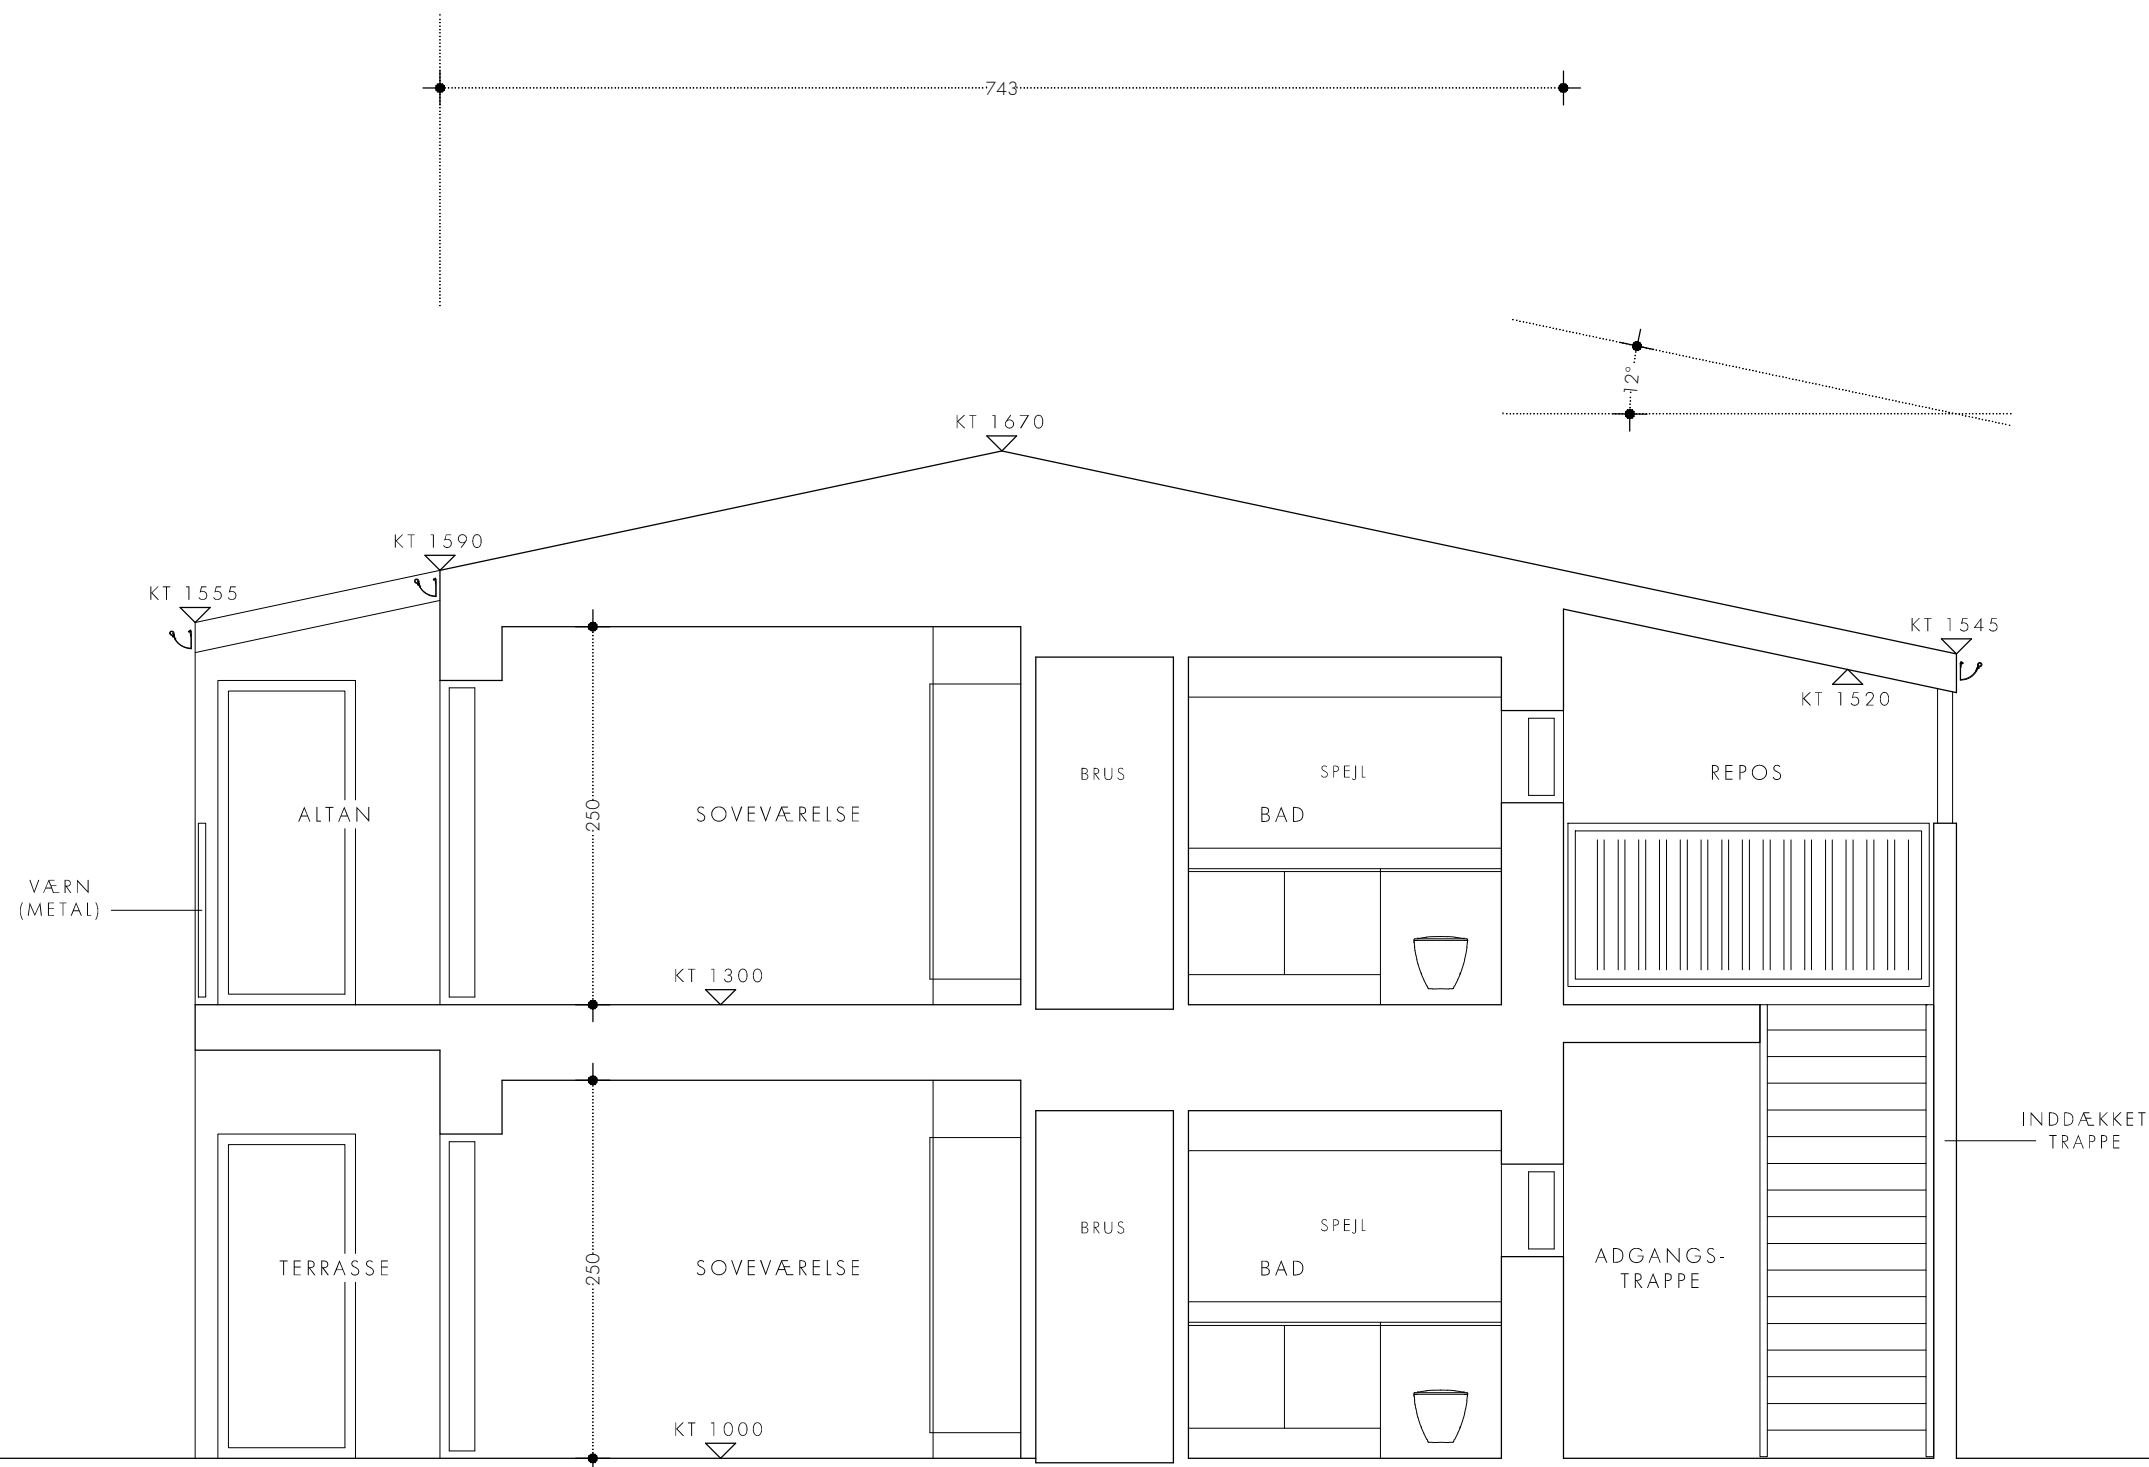 743
12°
KT 1670
KT 1590
KT 1555
KT 1545
KT 1520
BRUS
SPEJL
REPOS
ALTAN
250
SOVEVÆRELSE
BAD
VÆRN
(METAL)
KT 1300
INDDÆKKET
TRAPPE
BRUS
SPEJL
ADGANGS-
TRAPPE
TERRASSE
250
SOVEVÆRELSE
BAD
KT 1000